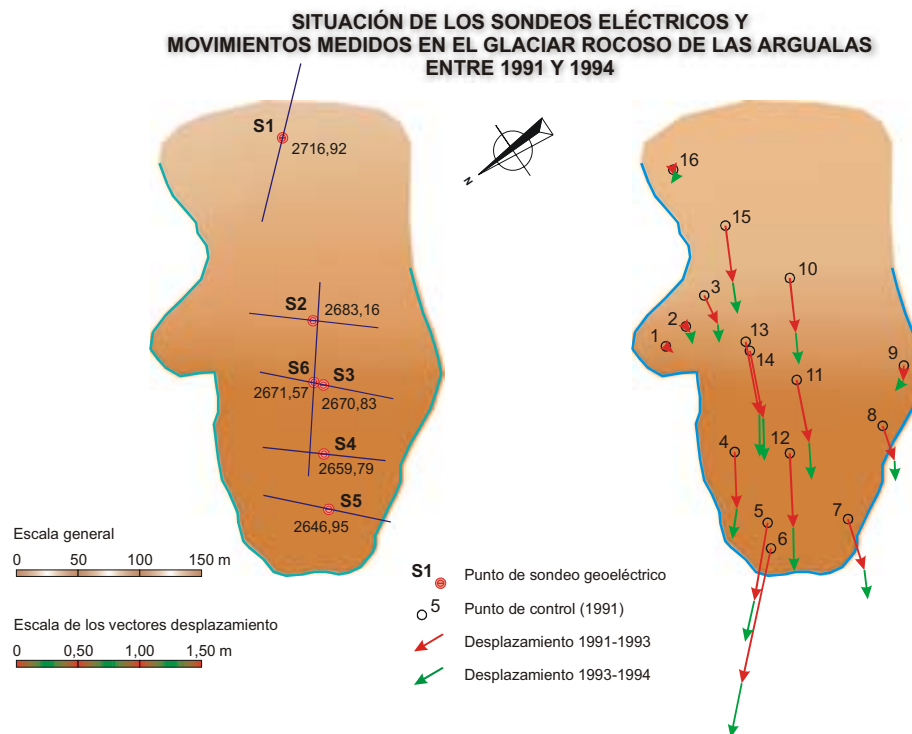 SITUACIÓN DE LOS SONDEOS ELÉCTRICOS Y
MOVIMIENTOS MEDIDOS EN EL GLACIAR ROCOSO DE LAS ARGUALAS
ENTRE 1991 Y 1994
S1
2716,92
S2
2683,16
S6
S3
2671,57
2670,83
S4
2659,79
S5
2646,95
N
16
15
10
3
2
1
13
14
9
11
8
4
12
5
7
6
Escala general
0 50 100 150 m
Escala de los vectores desplazamiento
0 0,50 1,00 1,50 m
S1 Punto de sondeo geoeléctrico
5 Punto de control (1991)
Desplazamiento 1991-1993
Desplazamiento 1993-1994